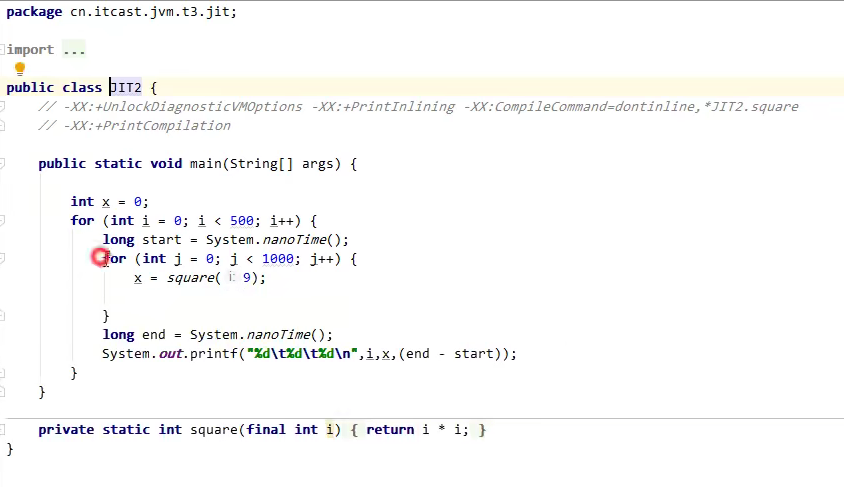 package cn.itcast.jvm.t3.jit;
import ...
public class JIT2 {
// -XX:+UnlockDiagnosticVMOptions -XX:+PrintInlining -XX:CompileCommand=dontinline,*JIT2.square
// -XX:+PrintCompilation
public static void main(String[] args) {
int x = 0;
for (int i = 0; i < 500; i++) {
long start = System.nanoTime();
for (int j = 0; j < 1000; j++) {
x = square( i: 9);
}
long end = System.nanoTime();
System.out.printf("%d\t%d\t%d\n",i,x,(end - start));
}
}
private static int square(final int i) { return i * i; }
}